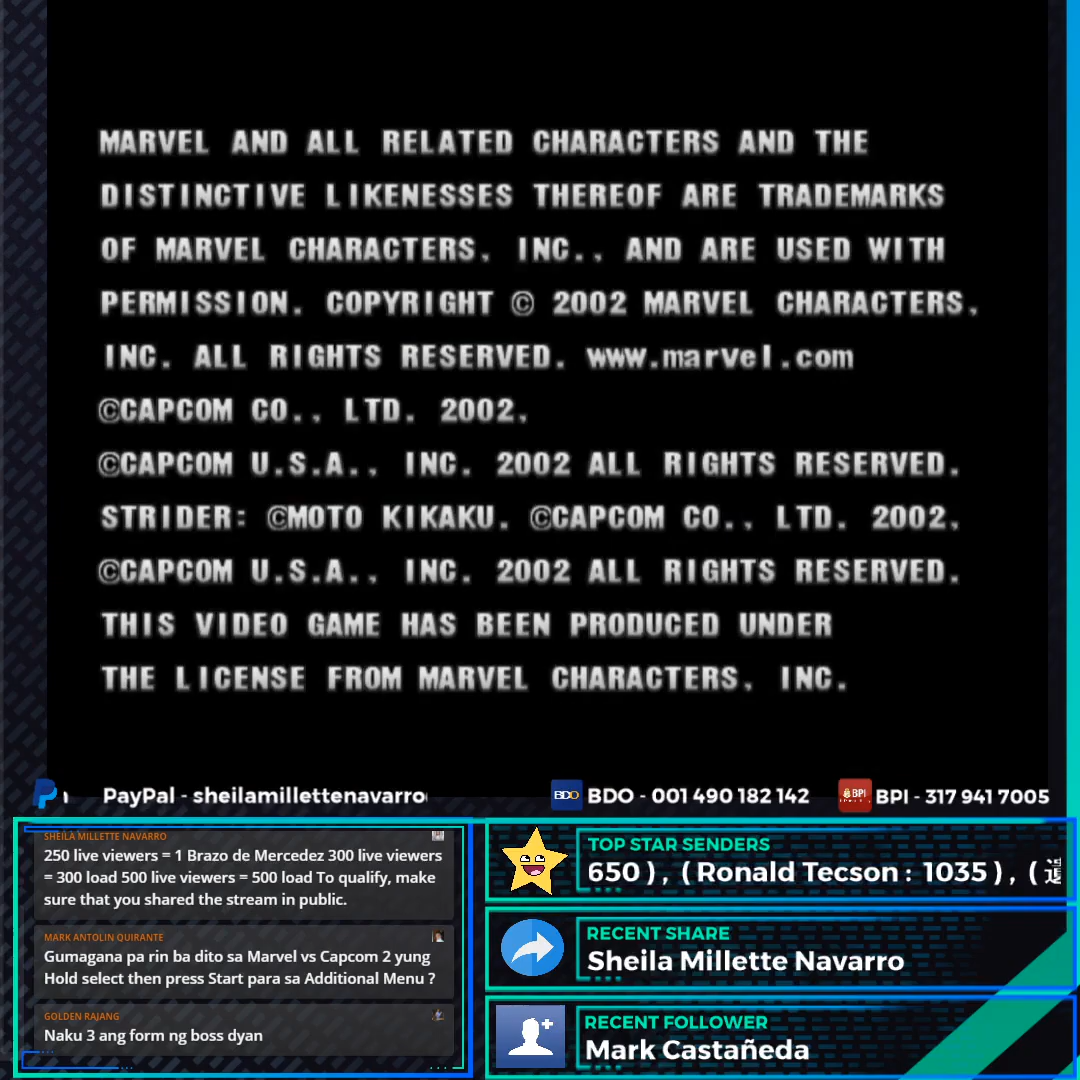 MARVEL AND ALL RELATED CHARACTERS AND THE
DISTINCTIVE LIKENESSES THEREOF ARE TRADEMARKS
OF MARVEL CHARACTERS, INC., AND ARE USED WITH
PERMISSION. COPYRIGHT © 2002 MARVEL CHARACTERS,
INC. ALL RIGHTS RESERVED. www.marvel.com
©CAPCOM CO., LTD. 2002,
©CAPCOM U.S.A., INC. 2002 ALL RIGHTS RESERVED.
STRIDER: ©MOTO KIKAKU. ©CAPCOM CO., LTD. 2002,
©CAPCOM U.S.A., INC. 2002 ALL RIGHTS RESERVED.
THIS VIDEO GAME HAS BEEN PRODUCED UNDER
THE LICENSE FROM MARVEL CHARACTERS, INC.
PayPal - sheilamillettenavarro
BDO
BDO - 001 490 182 142
BPI
BPI - 317 941 7005
SHEILA MILLETTE NAVARRO
250 live viewers = 1 Brazo de Mercedez 300 live viewers
= 300 load 500 live viewers = 500 load To qualify, make
sure that you shared the stream in public.
MARK ANTOLIN QUIRANTE
Gumagana pa rin ba dito sa Marvel vs Capcom 2 yung
Hold select then press Start para sa Additional Menu ?
GOLDEN RAJANG
Naku 3 ang form ng boss dyan
TOP STAR SENDERS
650 ) , ( Ronald Tecson : 1035 ) , (
RECENT SHARE
Sheila Millette Navarro
RECENT FOLLOWER
Mark Castañeda